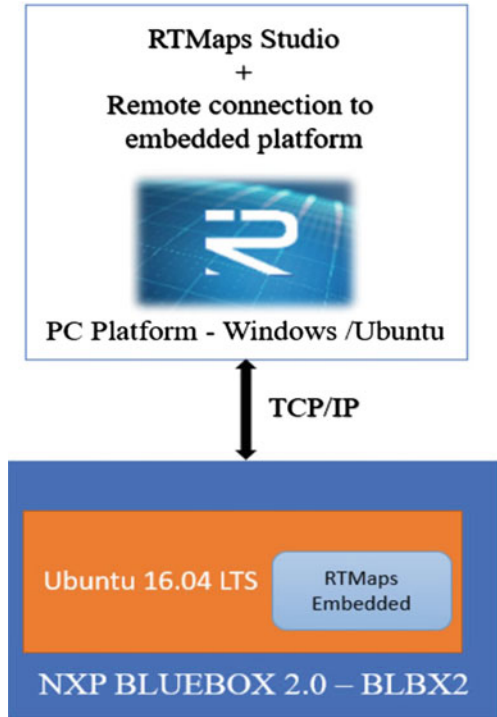 RTMaps Studio
+
Remote connection to
embedded platform
PC Platform - Windows /Ubuntu
TCP/IP
Ubuntu 16.04 LTS
RTMaps
Embedded
NXP BLUEBOX 2.0 – BLBX2